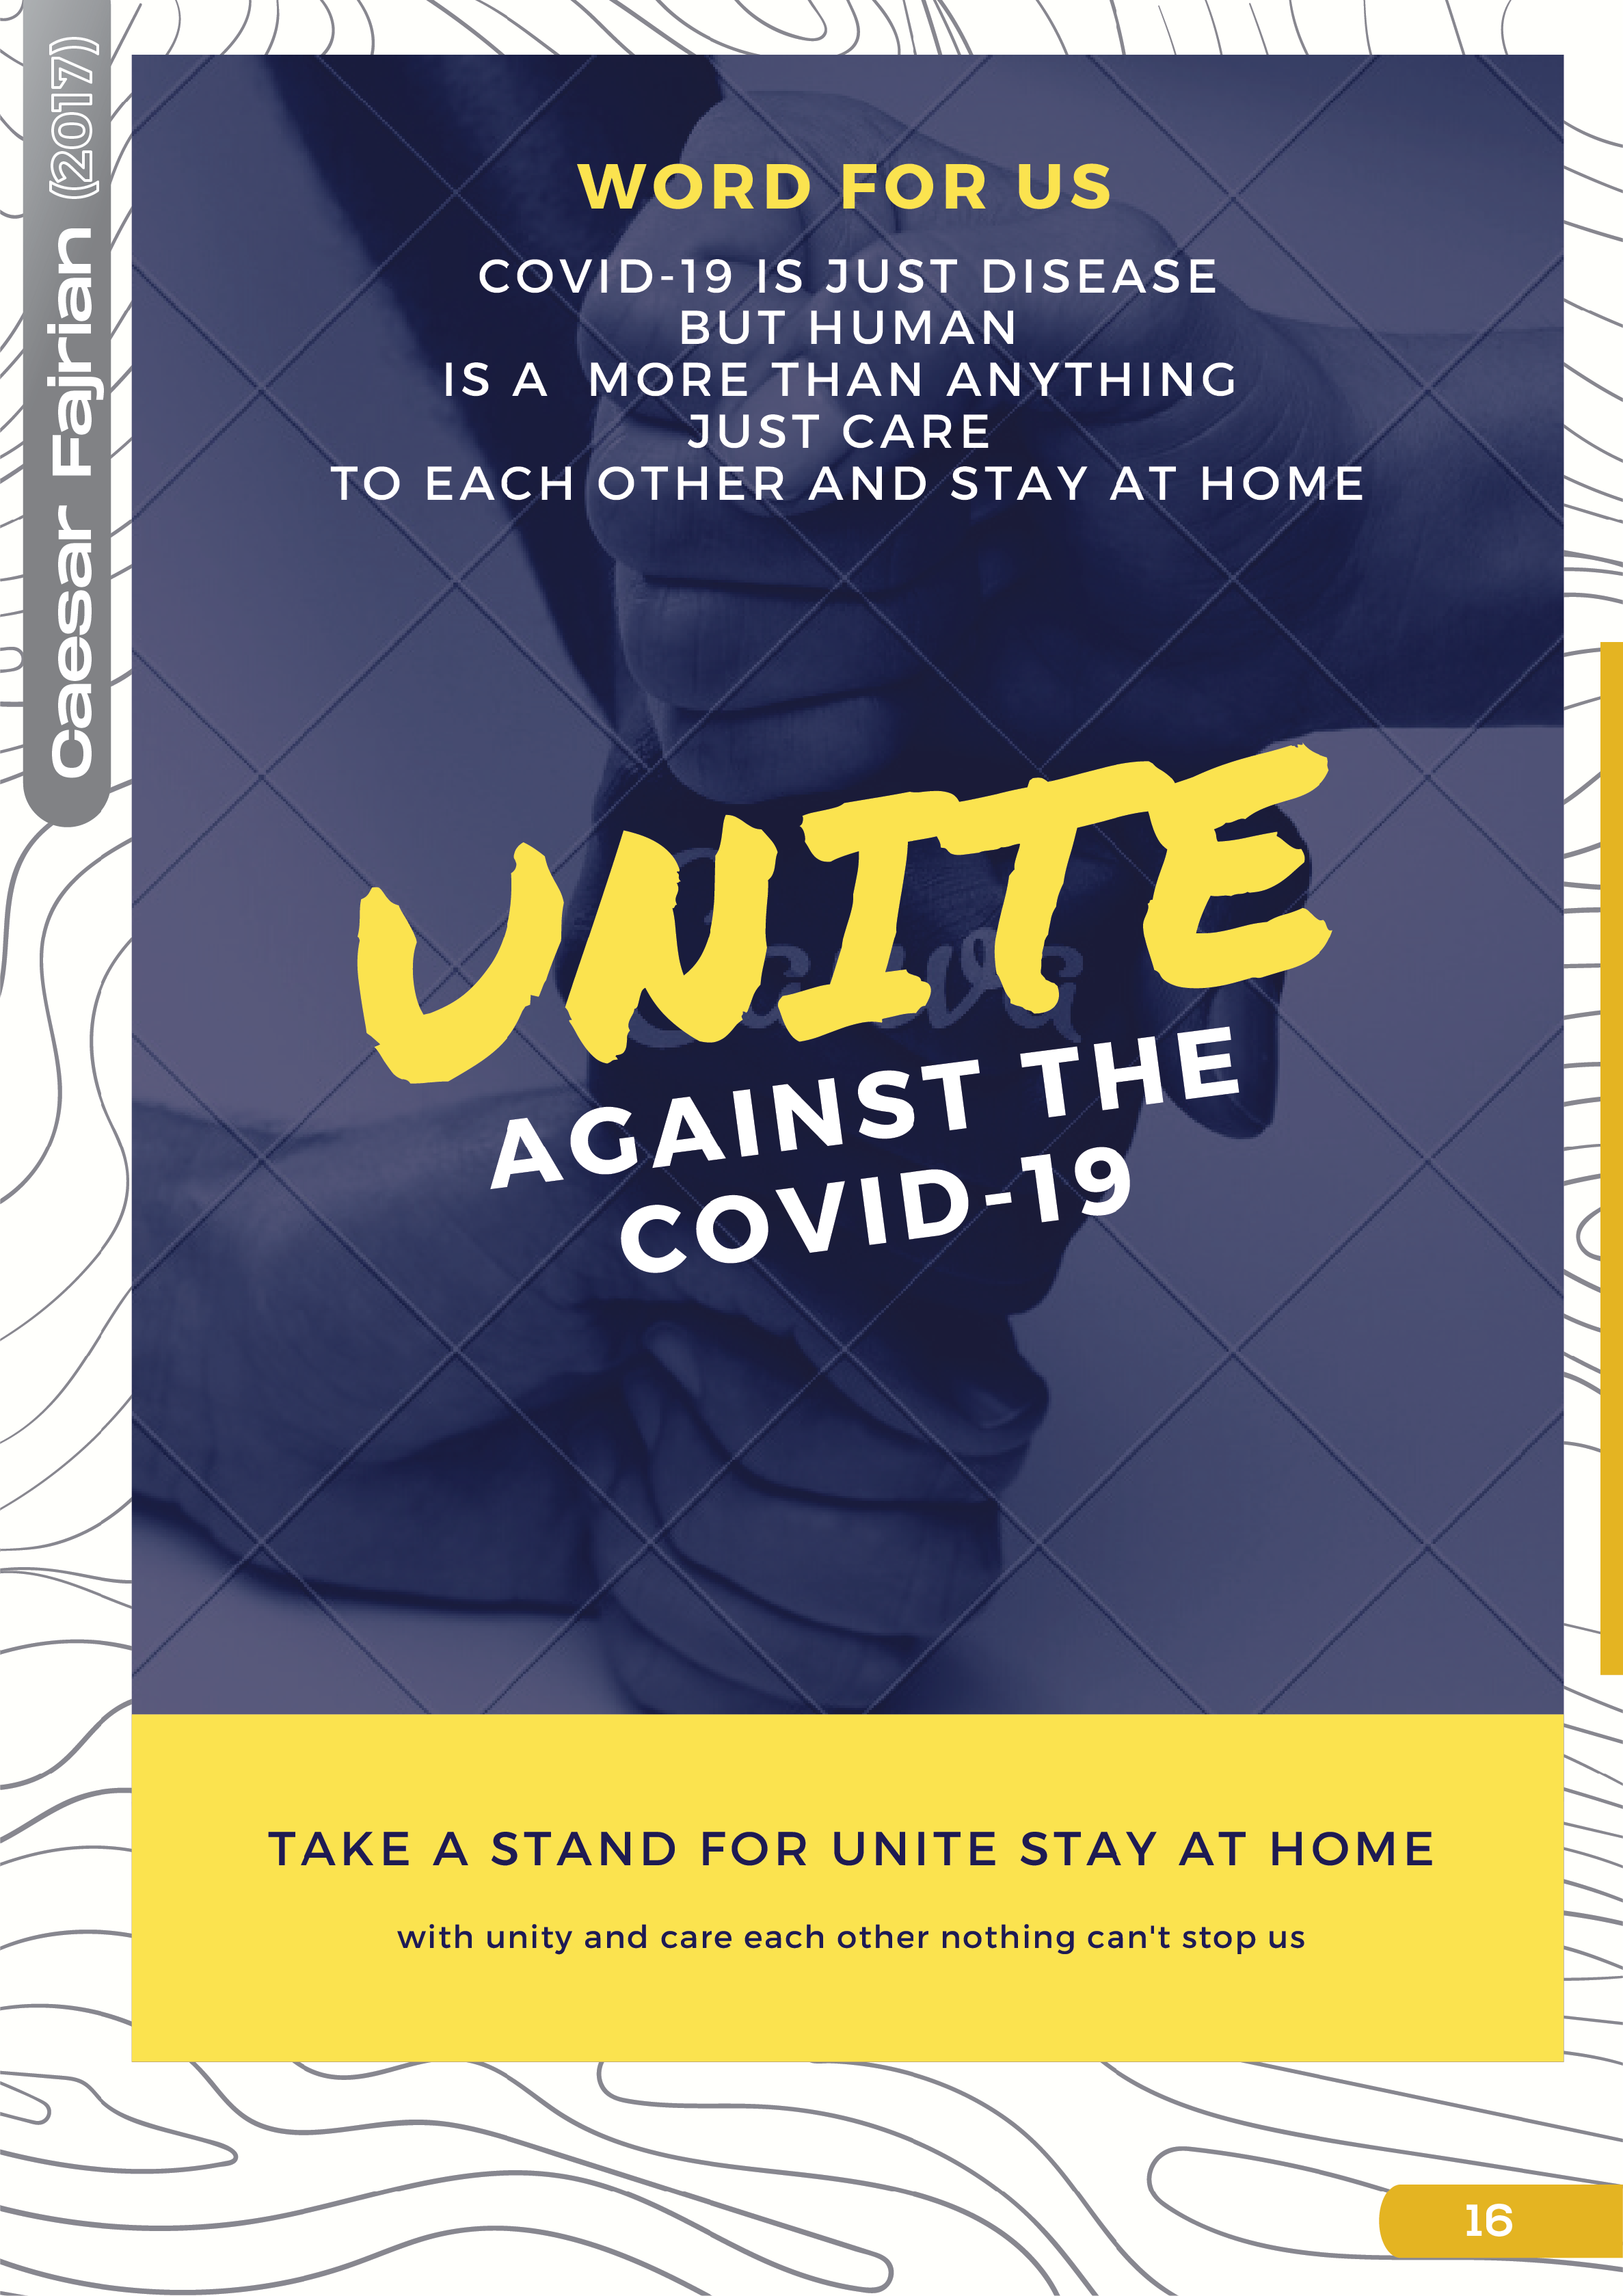 Caesar Fajrian (2017)
WORD FOR US
COVID-19 IS JUST DISEASE
BUT HUMAN
IS A MORE THAN ANYTHING
JUST CARE
TO EACH OTHER AND STAY AT HOME
Canva
UNITE
AGAINST THE
COVID-19
TAKE A STAND FOR UNITE STAY AT HOME
with unity and care each other nothing can't stop us
16